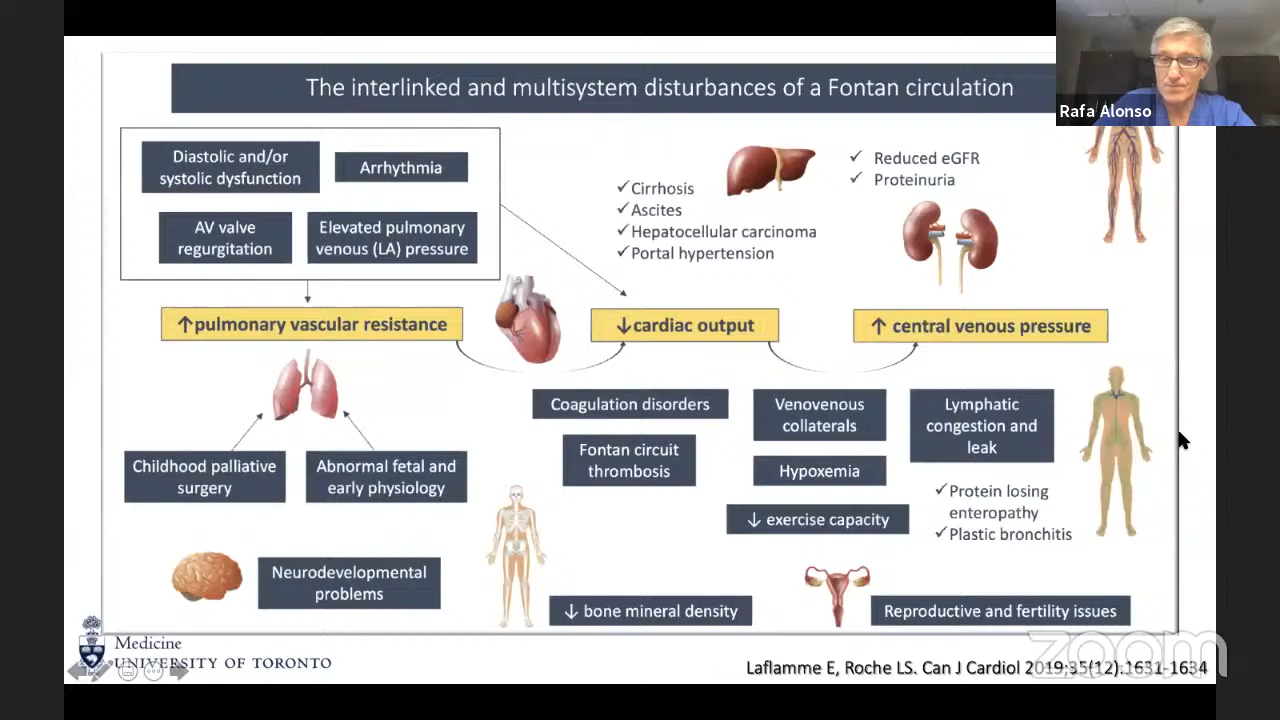 The interlinked and multisystem disturbances of a Fontan circulation
Rafa Alonso
Diastolic and/or
systolic dysfunction
Arrhythmia
AV valve
regurgitation
Elevated pulmonary
venous (LA) pressure
✓Cirrhosis
✓Ascites
✓Hepatocellular carcinoma
✓Portal hypertension
✓ Reduced eGFR
✓ Proteinuria
↑pulmonary vascular resistance
↓cardiac output
↑ central venous pressure
Childhood palliative
surgery
Abnormal fetal and
early physiology
Coagulation disorders
Fontan circuit
thrombosis
Venovenous
collaterals
Hypoxemia
↓ exercise capacity
Lymphatic
congestion and
leak
✓Protein losing
enteropathy
✓Plastic bronchitis
Neurodevelopmental
problems
↓ bone mineral density
Reproductive and fertility issues
Medicine
UNIVERSITY OF TORONTO
zoom
Laflamme E, Roche LS. Can J Cardiol 2019;35(12):1631-1634